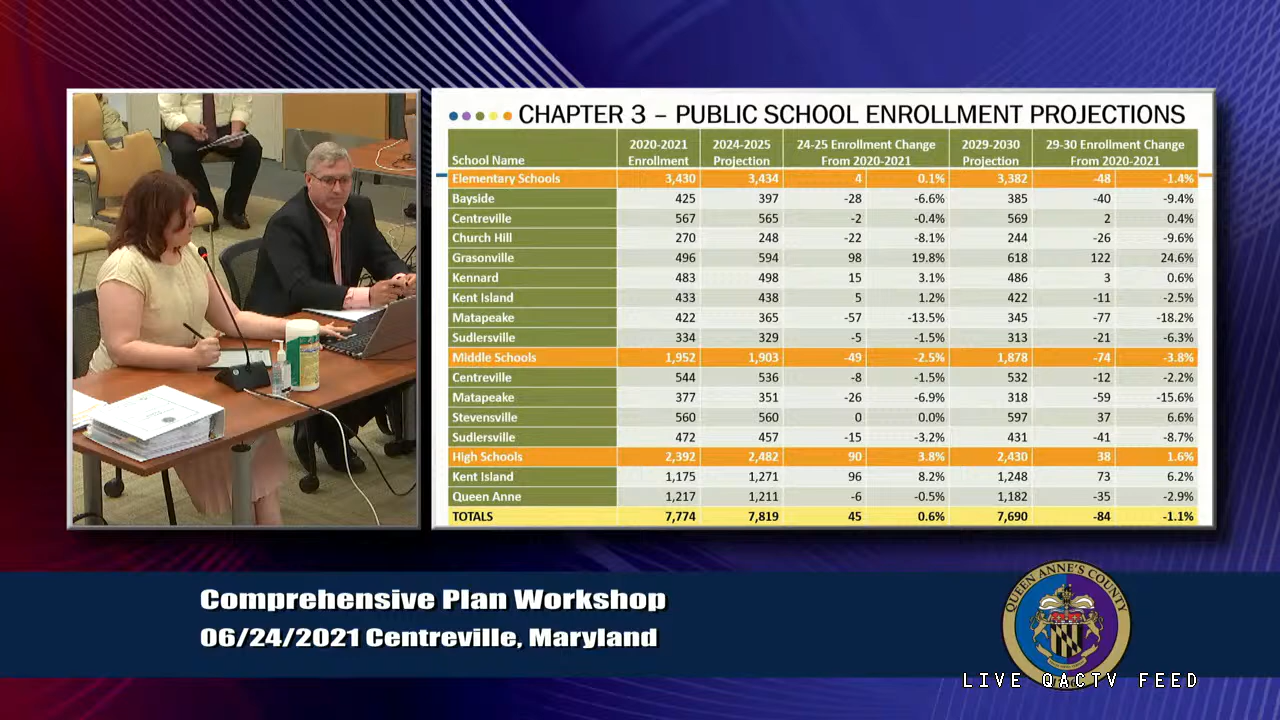 CHAPTER 3 – PUBLIC SCHOOL ENROLLMENT PROJECTIONS
School Name 2020-2021 Enrollment 2024-2025 Projection 24-25 Enrollment Change From 2020-2021 2029-2030 Projection 29-30 Enrollment Change From 2020-2021
Elementary Schools 3,430 3,434 4 0.1% 3,382 -48 -1.4%
Bayside 425 397 -28 -6.6% 385 -40 -9.4%
Centreville 567 565 -2 -0.4% 569 2 0.4%
Church Hill 270 248 -22 -8.1% 244 -26 -9.6%
Grasonville 496 594 98 19.8% 618 122 24.6%
Kennard 483 498 15 3.1% 486 3 0.6%
Kent Island 433 438 5 1.2% 422 -11 -2.5%
Matapeake 422 365 -57 -13.5% 345 -77 -18.2%
Sudlersville 334 329 -5 -1.5% 313 -21 -6.3%
Middle Schools 1,952 1,903 -49 -2.5% 1,878 -74 -3.8%
Centreville 544 536 -8 -1.5% 532 -12 -2.2%
Matapeake 377 351 -26 -6.9% 318 -59 -15.6%
Stevensville 560 560 0 0.0% 597 37 6.6%
Sudlersville 472 457 -15 -3.2% 431 -41 -8.7%
High Schools 2,392 2,482 90 3.8% 2,430 38 1.6%
Kent Island 1,175 1,271 96 8.2% 1,248 73 6.2%
Queen Anne 1,217 1,211 -6 -0.5% 1,182 -35 -2.9%
TOTALS 7,774 7,819 45 0.6% 7,690 -84 -1.1%
Comprehensive Plan Workshop
06/24/2021 Centreville, Maryland
QUEEN ANNE'S COUNTY
LIVE QACTV FEED